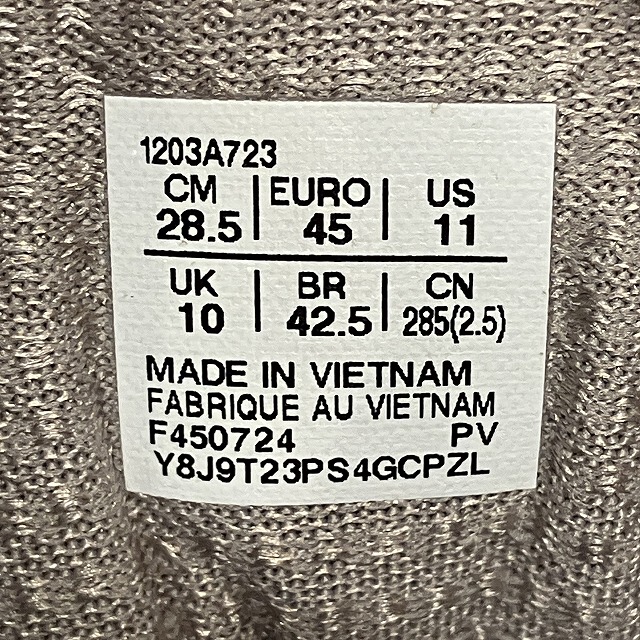 1203A723
CM EURO US
28.5 45 11
UK BR CN
10 42.5 285(2.5)
MADE IN VIETNAM
FABRIQUE AU VIETNAM
F450724 PV
Y8J9T23PS4GCPZL